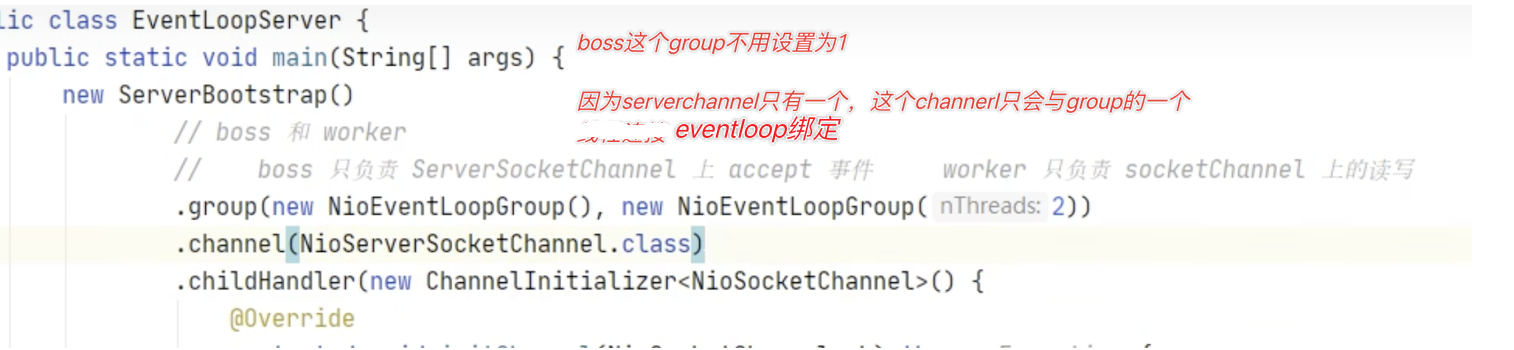 lic class EventLoopServer {
boss这个group不用设置为1
public static void main(String[] args) {
因为serverchannel只有一个，这个channerl只会与group的一个
new ServerBootstrap()
eventloop绑定
// boss 和 worker
// boss 只负责 ServerSocketChannel 上 accept 事件 worker 只负责 socketChannel 上的读写
.group(new NioEventLoopGroup(), new NioEventLoopGroup( nThreads: 2))
.channel(NioServerSocketChannel.class)
.childHandler(new ChannelInitializer<NioSocketChannel>() {
@Override